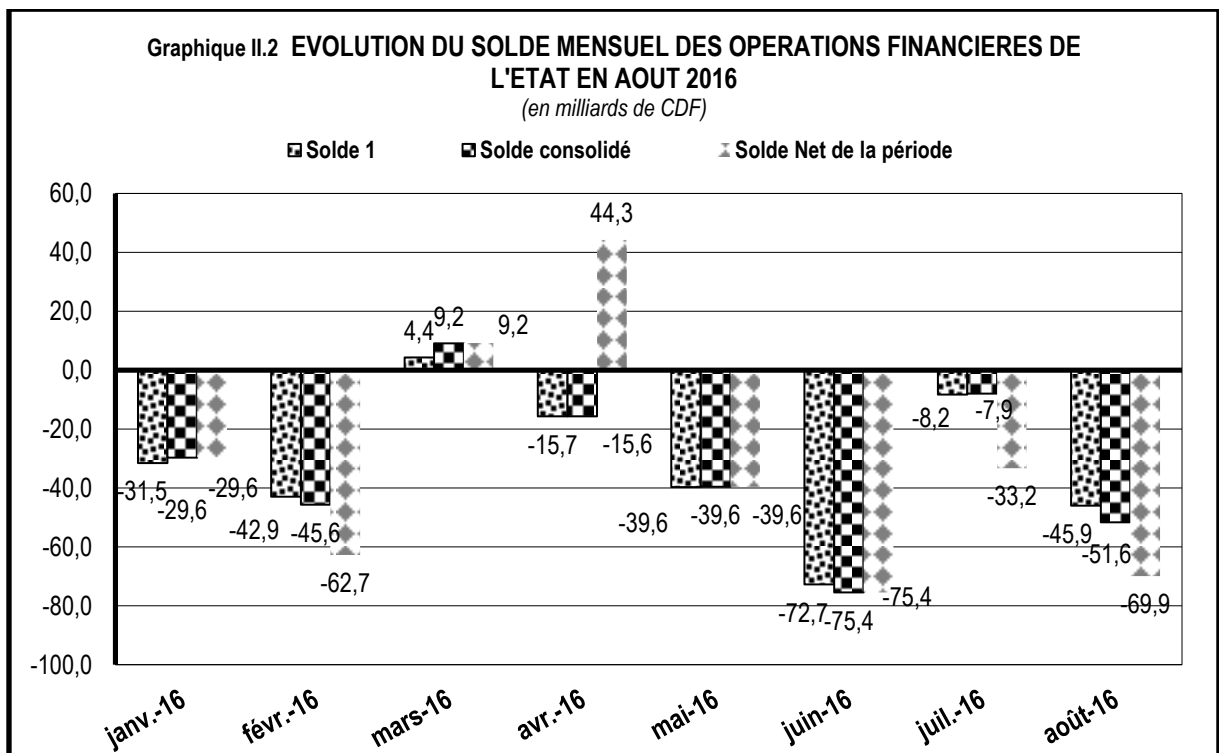 Graphique II.2 EVOLUTION DU SOLDE MENSUEL DES OPERATIONS FINANCIERES DE
L'ETAT EN AOUT 2016
(en milliards de CDF)
Solde 1 Solde consolidé Solde Net de la période
60,0
40,0
20,0
0,0
-20,0
-40,0
-60,0
-80,0
-100,0
-31,5
-29,6
-29,6
-42,9
-45,6
-62,7
4,4
9,2
9,2
-15,7
-15,6
44,3
-39,6
-39,6
-39,6
-72,7
-75,4
-75,4
-8,2
-7,9
-33,2
-45,9
-51,6
-69,9
janv.-16
févr.-16
mars-16
avr.-16
mai-16
juin-16
juil.-16
août-16